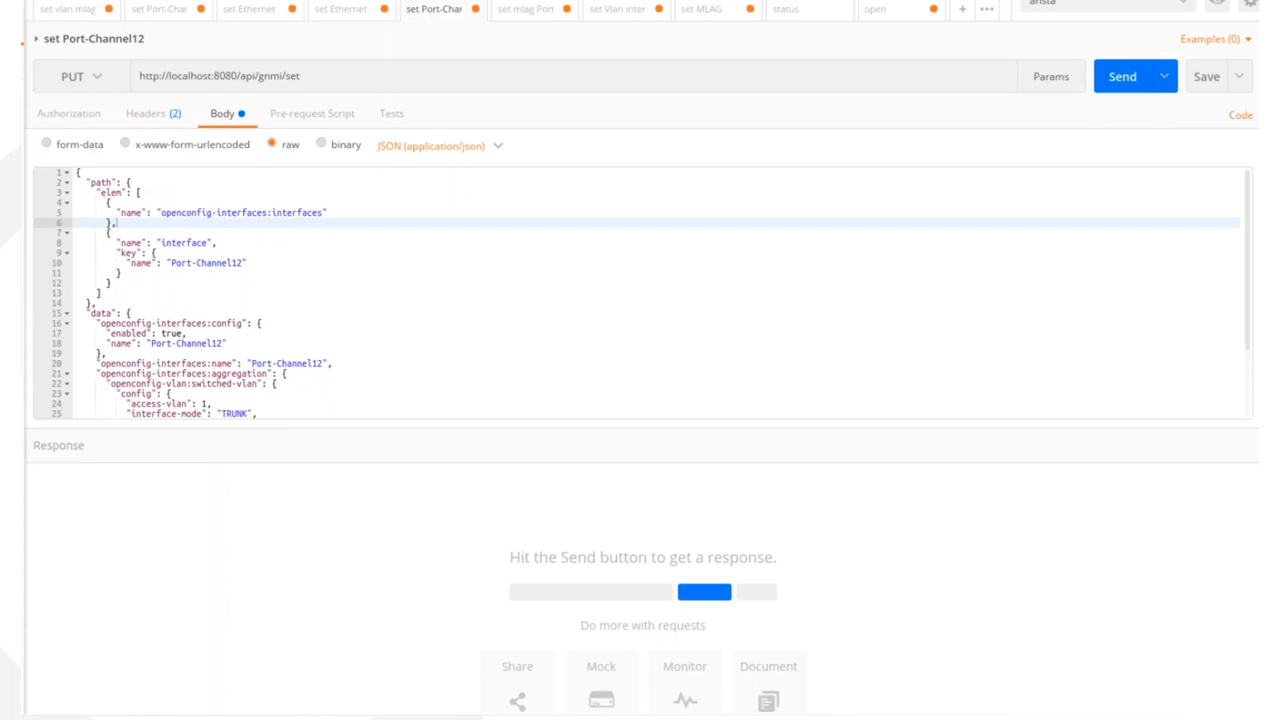 set vlan mlag set Port-Char set Ethernet set Ethernet set Port-Char set mlag Port set Vlan inter set MLAG status open + ••• arista
set Port-Channel12 Examples (0)
PUT http://localhost:8080/api/gnmi/set Params Send Save
Authorization Headers (2) Body Pre-request Script Tests Code
form-data x-www-form-urlencoded raw binary JSON (application/json)
1 {
2 "path": {
3 "elem": [
4 {
5 "name": "openconfig-interfaces:interfaces"
6 },
7 {
8 "name": "interface",
9 "key": {
10 "name": "Port-Channel12"
11 }
12 }
13 ]
14 },
15 "data": {
16 "openconfig-interfaces:config": {
17 "enabled": true,
18 "name": "Port-Channel12"
19 },
20 "openconfig-interfaces:name": "Port-Channel12",
21 "openconfig-interfaces:aggregation": {
22 "openconfig-vlan:switched-vlan": {
23 "config": {
24 "access-vlan": 1,
25 "interface-mode": "TRUNK",
Response
Hit the Send button to get a response.
Do more with requests
Share Mock Monitor Document